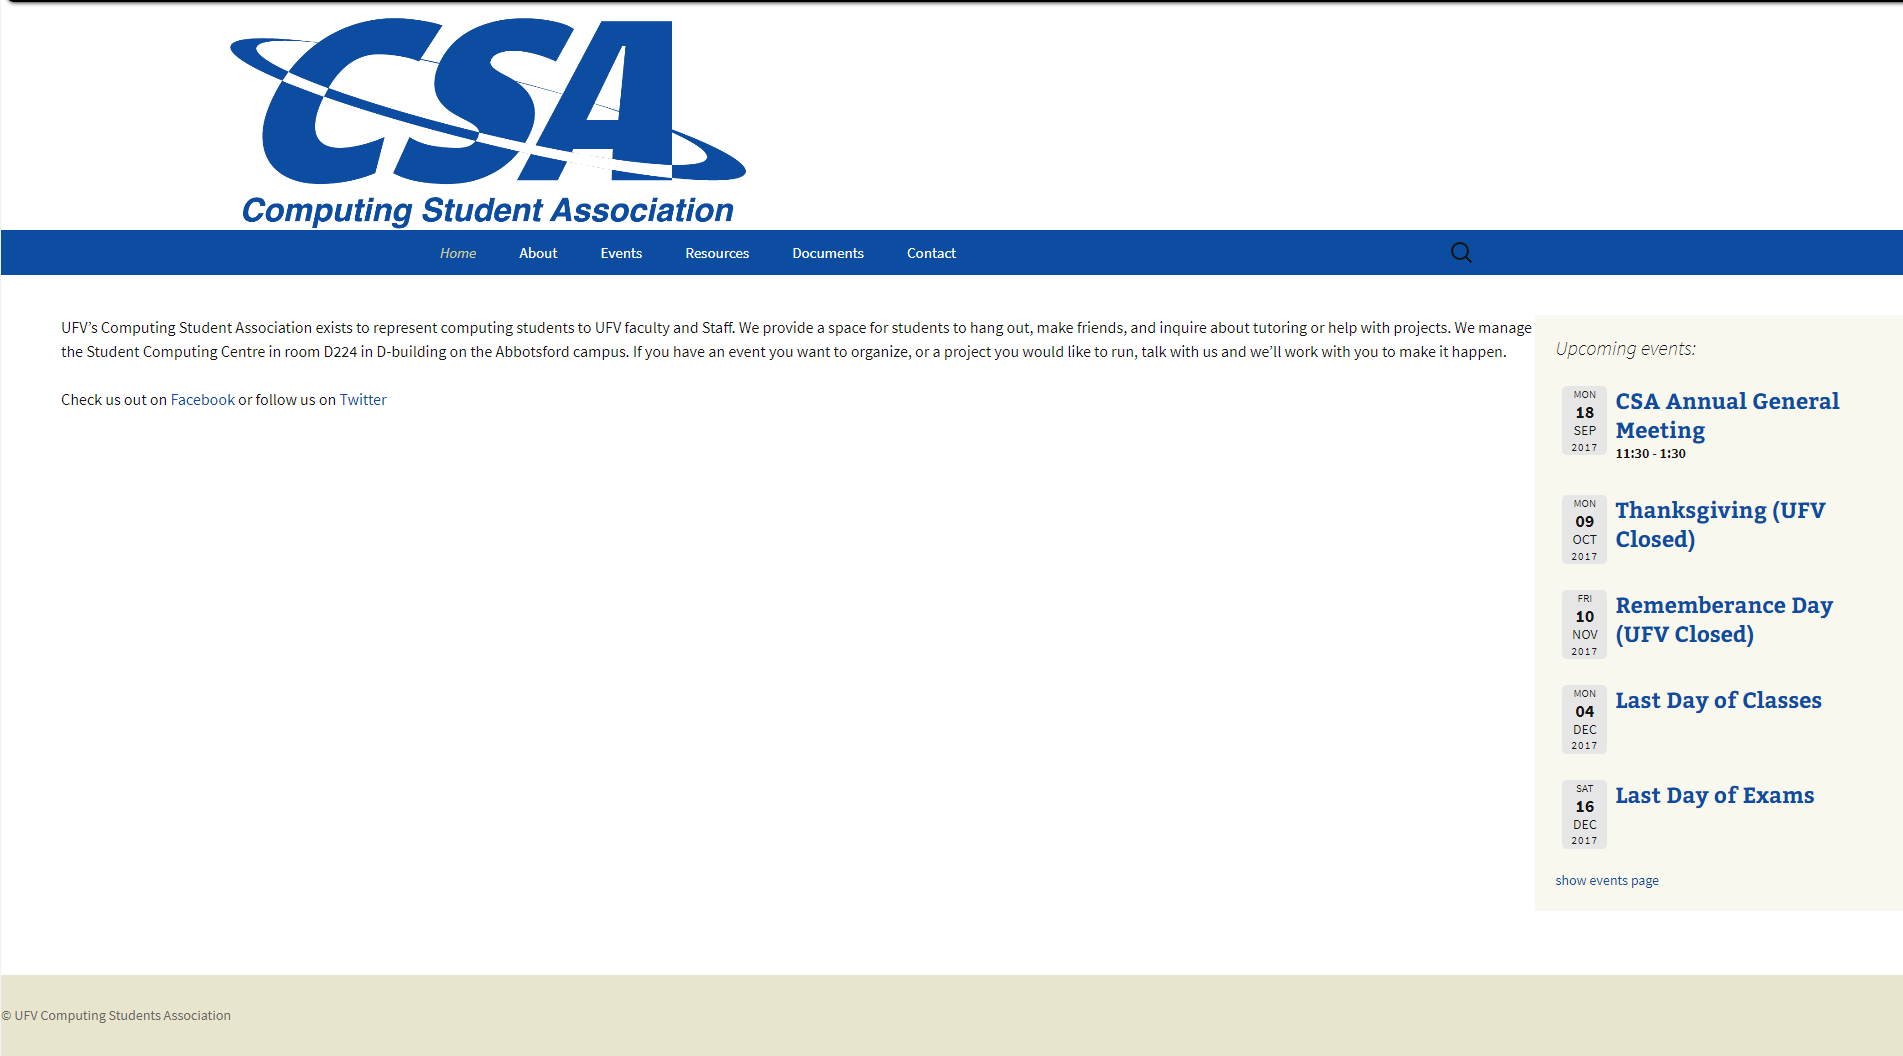 CSA
Computing Student Association
Home About Events Resources Documents Contact
UFV’s Computing Student Association exists to represent computing students to UFV faculty and Staff. We provide a space for students to hang out, make friends, and inquire about tutoring or help with projects. We manage
the Student Computing Centre in room D224 in D-building on the Abbotsford campus. If you have an event you want to organize, or a project you would like to run, talk with us and we’ll work with you to make it happen.
Check us out on Facebook or follow us on Twitter
Upcoming events:
MON
18
SEP
2017
CSA Annual General
Meeting
11:30 - 1:30
MON
09
OCT
2017
Thanksgiving (UFV
Closed)
FRI
10
NOV
2017
Rememberance Day
(UFV Closed)
MON
04
DEC
2017
Last Day of Classes
SAT
16
DEC
2017
Last Day of Exams
show events page
© UFV Computing Students Association